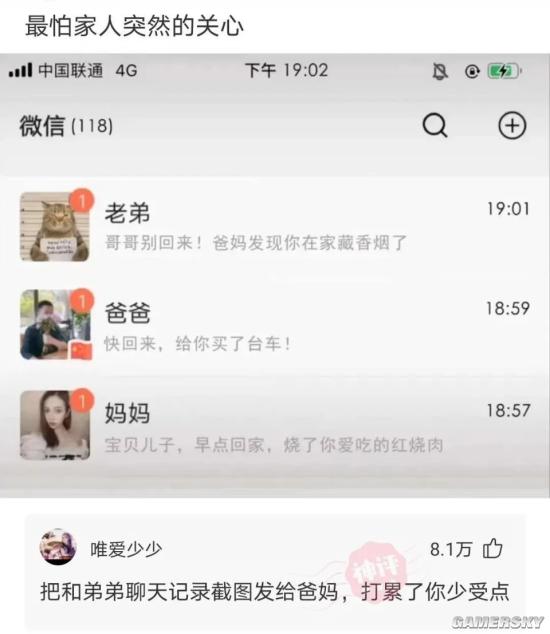 最怕家人突然的关心
中国联通 4G 下午 19:02
微信(118)
1
老弟 19:01
哥哥别回来！爸妈发现你在家藏香烟了
1
爸爸 18:59
快回来，给你买了台车！
1
妈妈 18:57
宝贝儿子，早点回家，烧了你爱吃的红烧肉
唯爱少少 8.1万
神评
把和弟弟聊天记录截图发给爸妈，打累了你少受点
GAMERSKY